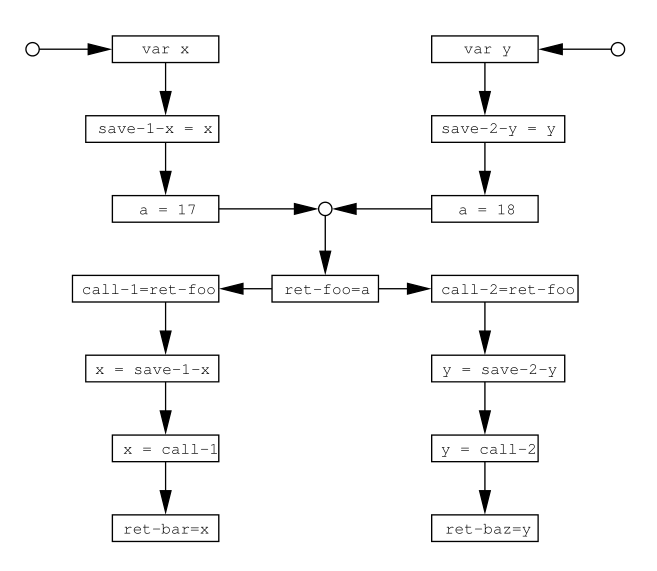 var x
var y
save-1-x = x
save-2-y = y
a = 17
a = 18
call-1=ret-foo
ret-foo=a
call-2=ret-foo
x = save-1-x
y = save-2-y
x = call-1
y = call-2
ret-bar=x
ret-baz=y